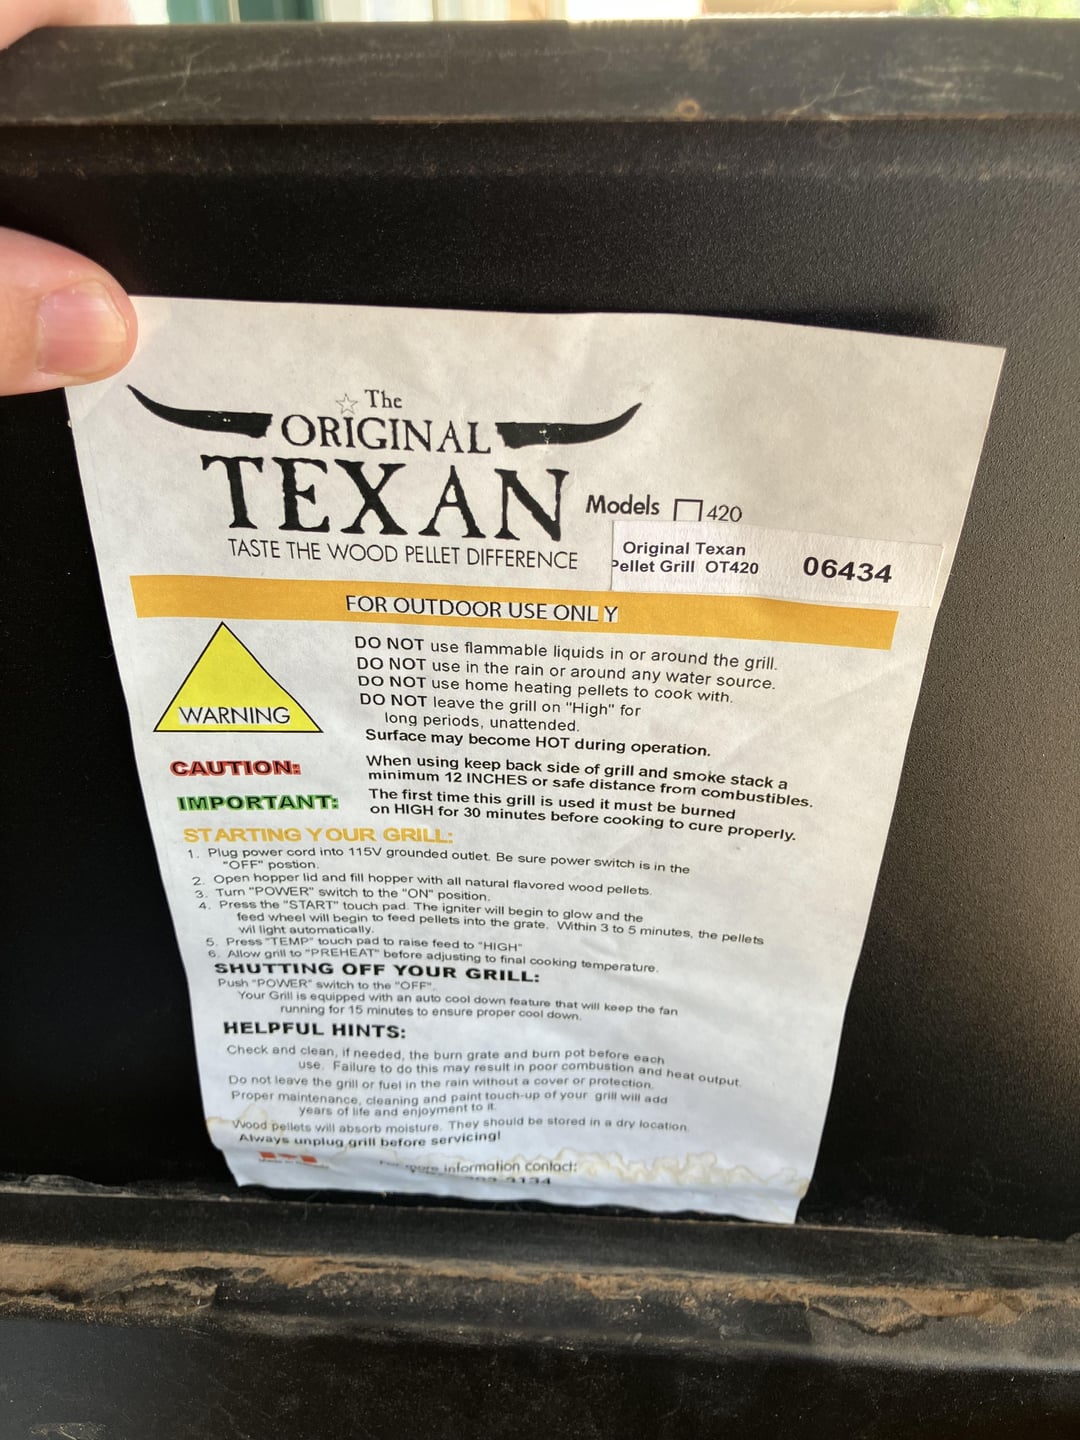 The
ORIGINAL
TEXAN
TASTE THE WOOD PELLET DIFFERENCE
Models 420
Original Texan
Pellet Grill OT420 06434
FOR OUTDOOR USE ONL Y
WARNING
DO NOT use flammable liquids in or around the grill.
DO NOT use in the rain or around any water source.
DO NOT use home heating pellets to cook with.
DO NOT leave the grill on "High" for
long periods, unattended.
Surface may become HOT during operation.
CAUTION:
When using keep back side of grill and smoke stack a
minimum 12 INCHES or safe distance from combustibles.
IMPORTANT:
The first time this grill is used it must be burned
on HIGH for 30 minutes before cooking to cure properly.
STARTING YOUR GRILL:
1. Plug power cord into 115V grounded outlet. Be sure power switch is in the
"OFF" postion.
2. Open hopper lid and fill hopper with all natural flavored wood pellets.
3. Turn "POWER" switch to the "ON" position.
4. Press the "START" touch pad. The igniter will begin to glow and the
feed wheel will begin to feed pellets into the grate. Within 3 to 5 minutes, the pellets
wil light automatically.
5. Press "TEMP" touch pad to raise feed to "HIGH"
6. Allow grill to "PREHEAT" before adjusting to final cooking temperature.
SHUTTING OFF YOUR GRILL:
Push "POWER" switch to the "OFF".
Your Grill is equipped with an auto cool down feature that will keep the fan
running for 15 minutes to ensure proper cool down.
HELPFUL HINTS:
Check and clean, if needed, the burn grate and burn pot before each
use. Failure to do this may result in poor combustion and heat output.
Do not leave the grill or fuel in the rain without a cover or protection.
Proper maintenance, cleaning and paint touch-up of your grill will add
years of life and enjoyment to it.
Wood pellets will absorb moisture. They should be stored in a dry location.
Always unplug grill before servicing!
For more information contact:
3134